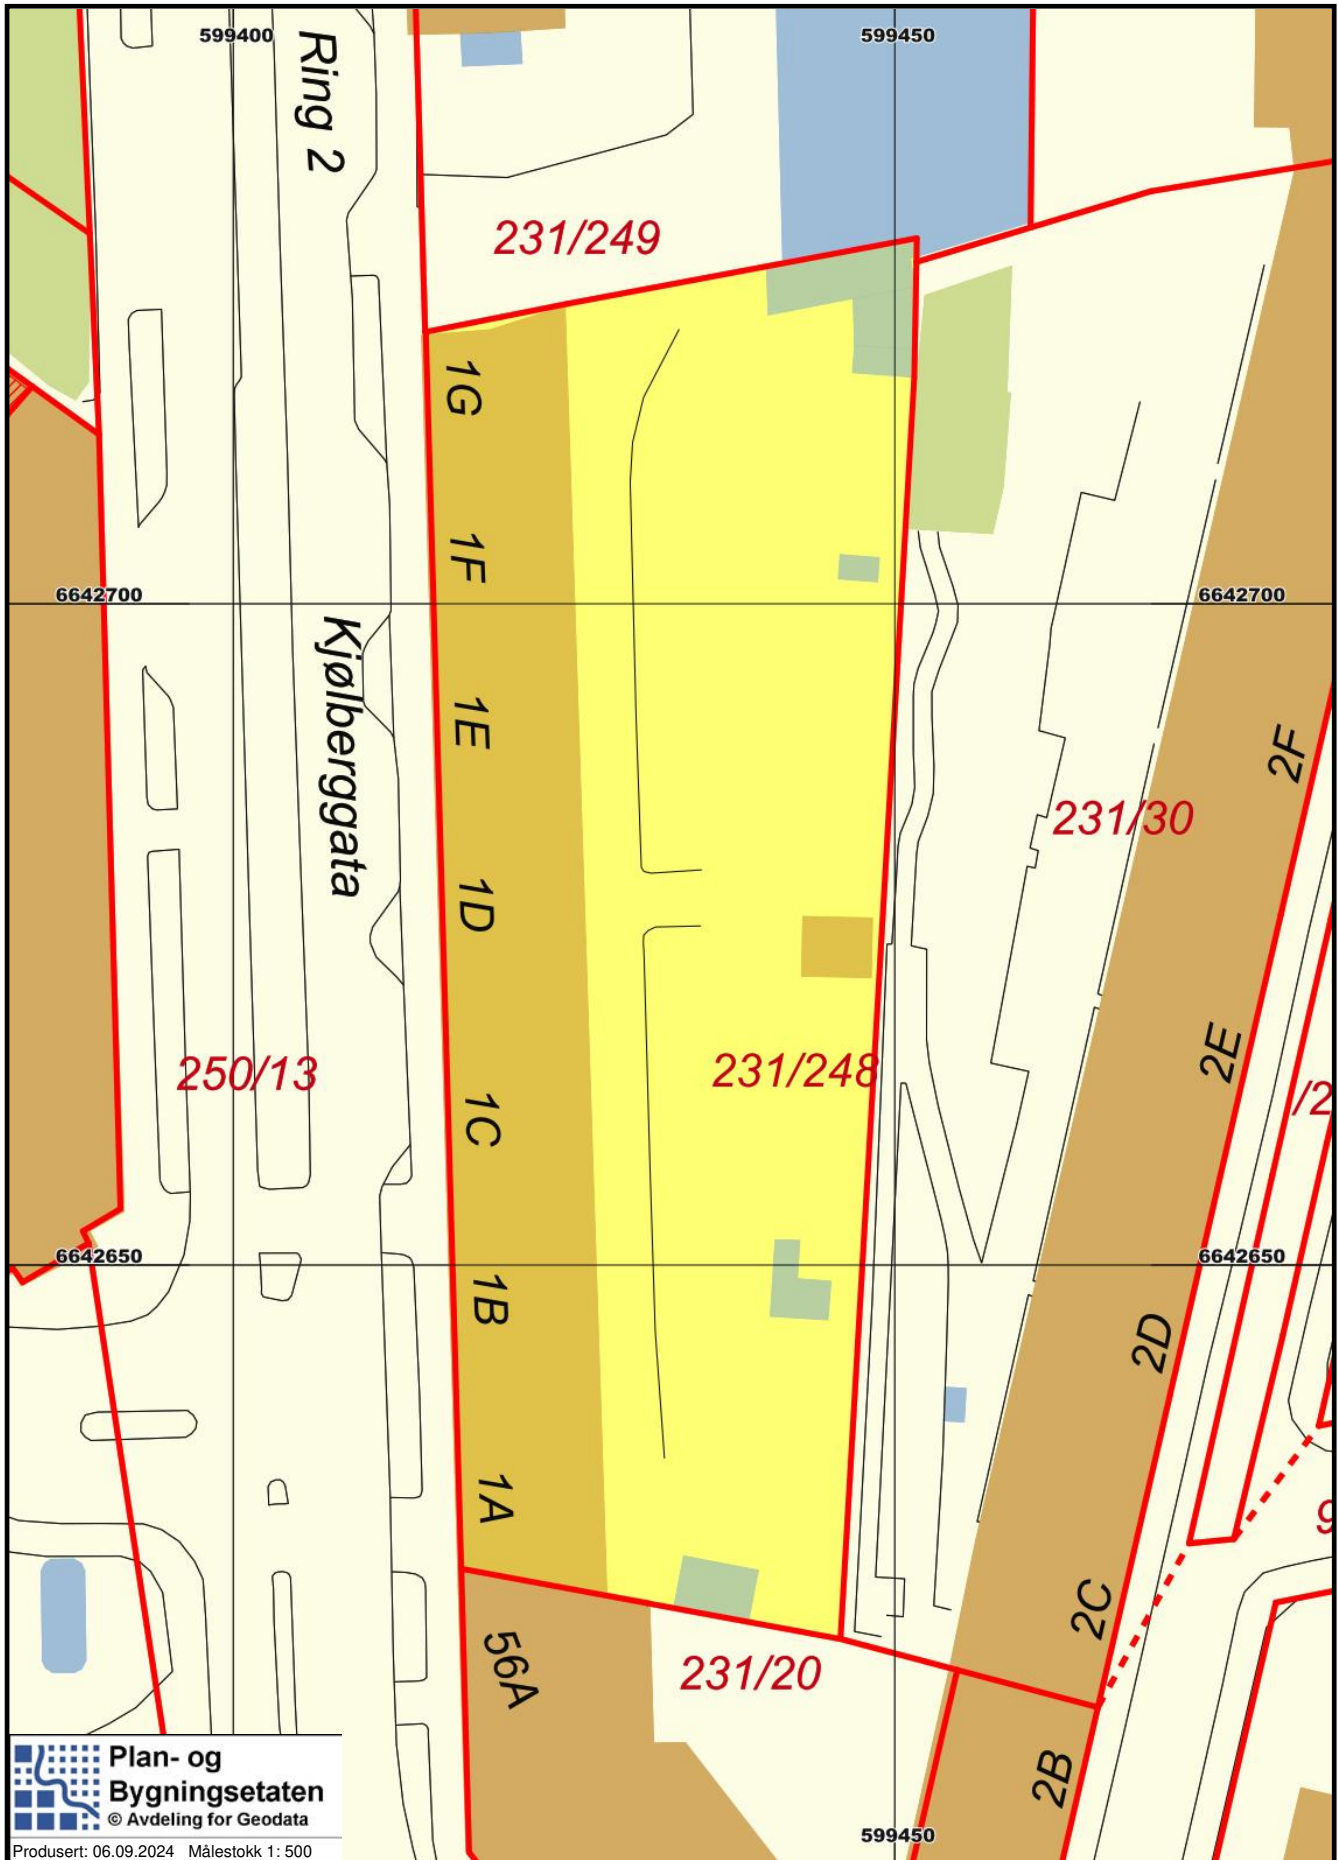 599400
599450
Ring 2
231/249
1G
1F
6642700
6642700
1E
Kjølberggata
2F
231/30
1D
2E
250/13
231/248
/2
1C
6642650
6642650
1B
2D
1A
9
2C
56A
231/20
2B
Plan- og
Bygningsetaten
© Avdeling for Geodata
599450
Produsert: 06.09.2024 Målestokk 1: 500